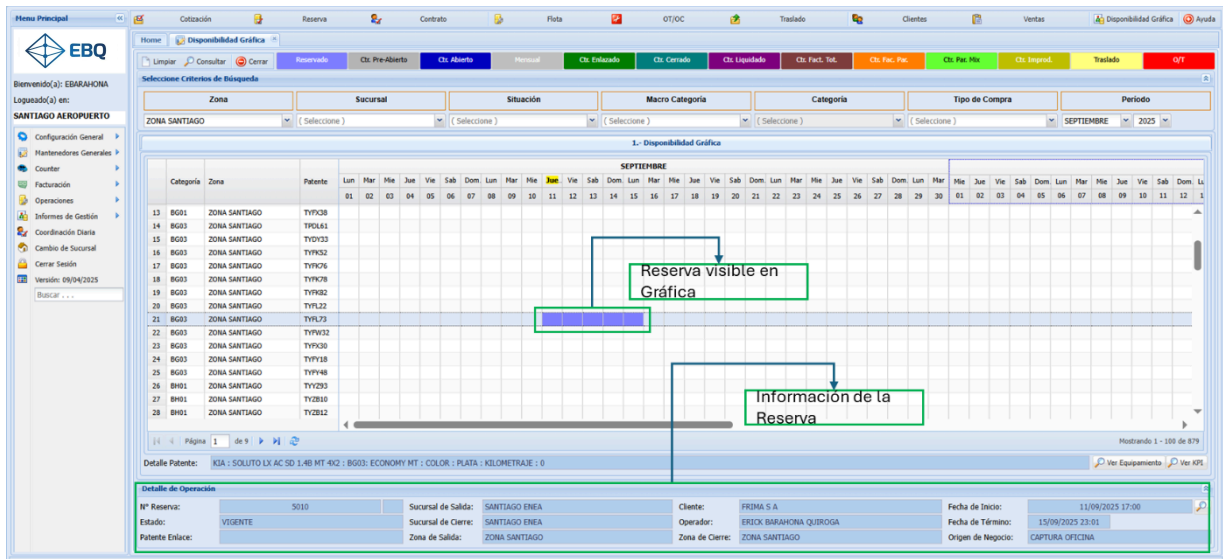 Menu Principal
Cotización Reserva Contrato Flota OT/OC Traslado Clientes Ventas Disponibilidad Gráfica Ayuda
EBQ
Home Disponibilidad Gráfica
Limpiar Consultar Cerrar Reservado Ctr. Pre-Abierto Ctr. Abierto Mensual Ctr. Enlazado Ctr. Cerrado Ctr. Liquidado Ctr. Fact. Tot. Ctr. Fac. Par. Ctr. Par. Mix Ctr. Improd. Traslado O/T
Seleccione Criterios de Búsqueda
Bienvenido(a): EBARAHONA
Logueado(a) en:
SANTIAGO AEROPUERTO
Zona Sucursal Situación Macro Categoría Categoría Tipo de Compra Período
ZONA SANTIAGO ( Seleccione ) ( Seleccione ) ( Seleccione ) ( Seleccione ) ( Seleccione ) SEPTIEMBRE 2025
Configuración General
Mantenedores Generales
Counter
Facturación
Operaciones
Informes de Gestión
Coordinación Diaria
Cambio de Sucursal
Cerrar Sesión
Versión: 09/04/2025
Buscar . . .
1.- Disponibilidad Gráfica
SEPTIEMBRE
Categoría Zona Patente
Lun Mar Mie Jue Vie Sab Dom Lun Mar Mie Jue Vie Sab Dom Lun Mar Mie Jue Vie Sab Dom Lun Mar Mie Jue Vie Sab Dom Lun Mar Mie Jue Vie Sab Dom Lun Mar Mie Jue Vie Sab Dom
01 02 03 04 05 06 07 08 09 10 11 12 13 14 15 16 17 18 19 20 21 22 23 24 25 26 27 28 29 30 01 02 03 04 05 06 07 08 09 10 11 12
13 BG01 ZONA SANTIAGO TYFX38
14 BG03 ZONA SANTIAGO TPDL61
15 BG03 ZONA SANTIAGO TYDY33
16 BG03 ZONA SANTIAGO TYFK52
17 BG03 ZONA SANTIAGO TYFK76
18 BG03 ZONA SANTIAGO TYFK78
19 BG03 ZONA SANTIAGO TYFK82
20 BG03 ZONA SANTIAGO TYFL22
21 BG03 ZONA SANTIAGO TYFL73
22 BG03 ZONA SANTIAGO TYFW32
23 BG03 ZONA SANTIAGO TYFX30
24 BG03 ZONA SANTIAGO TYFY18
25 BG03 ZONA SANTIAGO TYFY48
26 BH01 ZONA SANTIAGO TYYZ93
27 BH01 ZONA SANTIAGO TYZB10
28 BH01 ZONA SANTIAGO TYZB12
Reserva visible en
Gráfica
Información de la
Reserva
Página 1 de 9 Mostrando 1 - 100 de 879
Detalle Patente: KIA : SOLUTO LX AC SD 1.4B MT 4X2 : BG03: ECONOMY MT : COLOR : PLATA : KILOMETRAJE : 0 Ver Equipamiento Ver KPI
Detalle de Operación
N° Reserva: 5010 Sucursal de Salida: SANTIAGO ENEA Cliente: FRIMA S A Fecha de Inicio: 11/09/2025 17:00
Estado: VIGENTE Sucursal de Cierre: SANTIAGO ENEA Operador: ERICK BARAHONA QUIROGA Fecha de Término: 15/09/2025 23:01
Patente Enlace: Zona de Salida: ZONA SANTIAGO Zona de Cierre: ZONA SANTIAGO Origen de Negocio: CAPTURA OFICINA